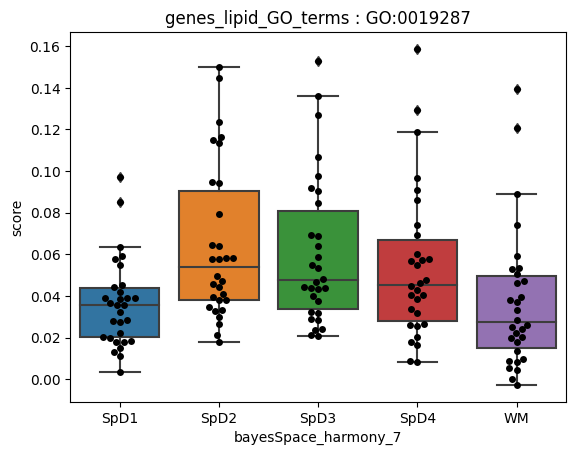 genes_lipid_GO_terms : GO:0019287
0.16
0.14
0.12
0.10
0.08
0.06
0.04
0.02
0.00
score
SpD1 SpD2 SpD3 SpD4 WM
bayesSpace_harmony_7